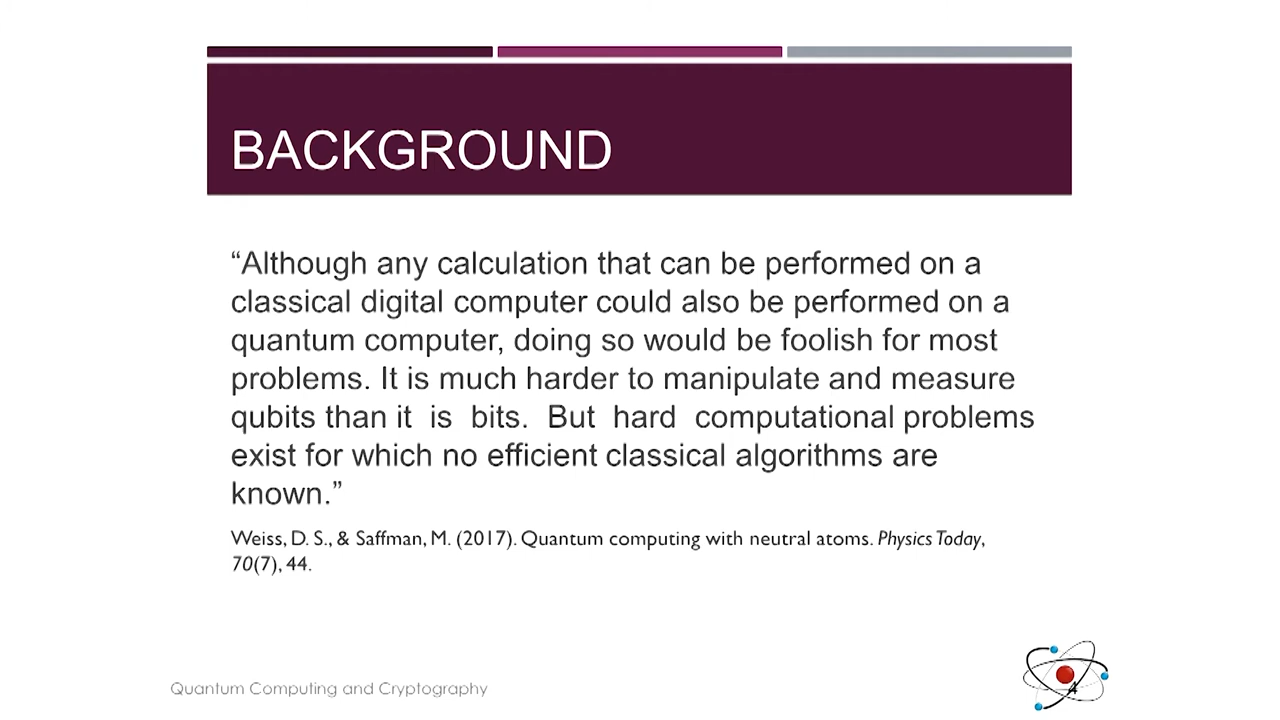 BACKGROUND
“Although any calculation that can be performed on a
classical digital computer could also be performed on a
quantum computer, doing so would be foolish for most
problems. It is much harder to manipulate and measure
qubits than it is bits. But hard computational problems
exist for which no efficient classical algorithms are
known.”
Weiss, D. S., & Saffman, M. (2017). Quantum computing with neutral atoms. Physics Today,
70(7), 44.
Quantum Computing and Cryptography
4